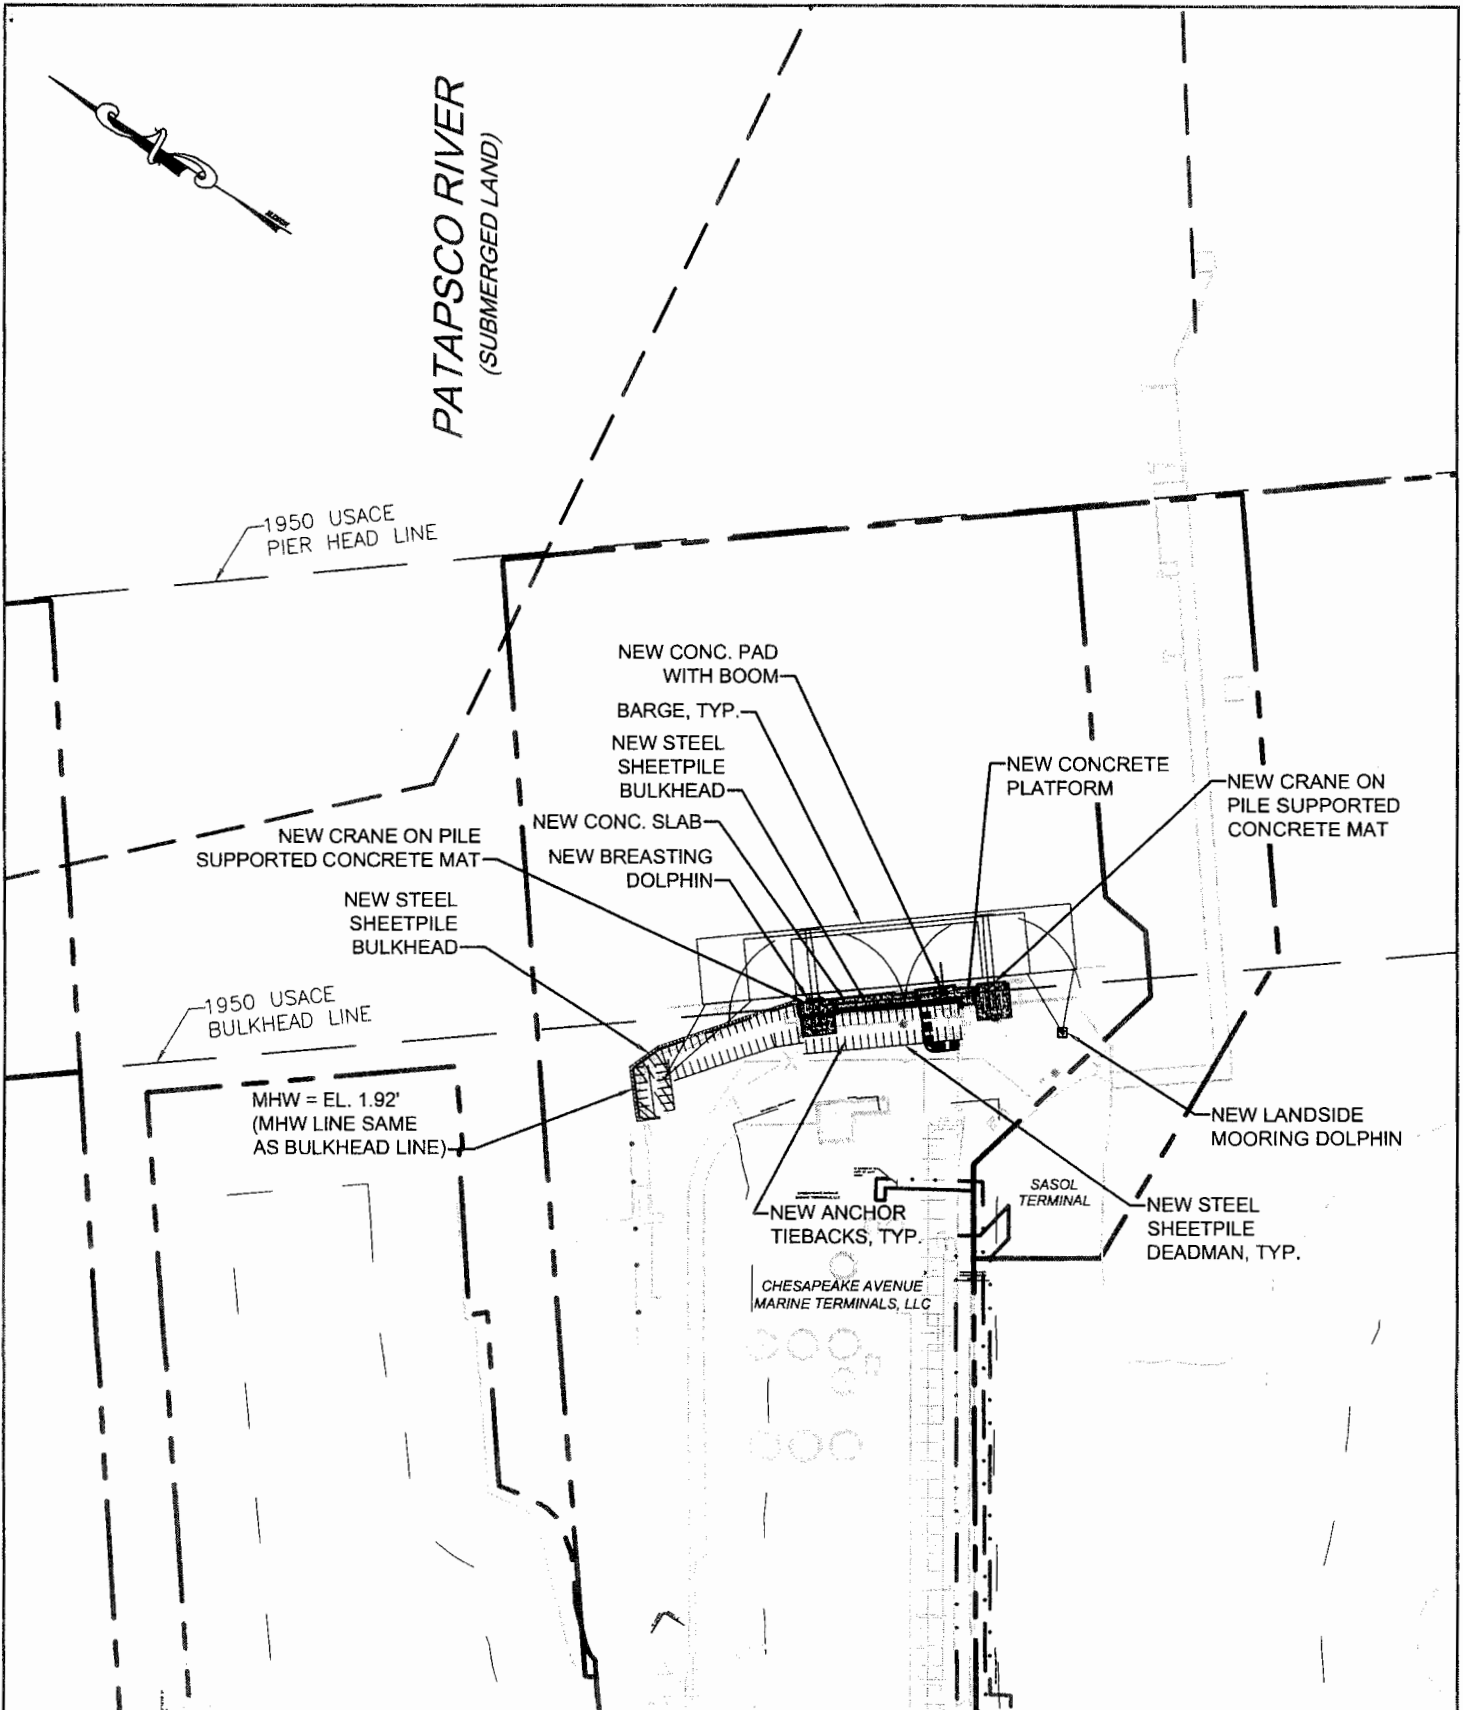 PATAPSCO RIVER
(SUBMERGED LAND)
1950 USACE
PIER HEAD LINE
NEW CONC. PAD
WITH BOOM
BARGE, TYP.
NEW STEEL
SHEETPILE
BULKHEAD
NEW CONCRETE
PLATFORM
NEW CRANE ON
PILE SUPPORTED
CONCRETE MAT
NEW CONC. SLAB
NEW CRANE ON PILE
SUPPORTED CONCRETE MAT
NEW BREASTING
DOLPHIN
NEW STEEL
SHEETPILE
BULKHEAD
1950 USACE
BULKHEAD LINE
MHW = EL. 1.92'
(MHW LINE SAME
AS BULKHEAD LINE)
NEW LANDSIDE
MOORING DOLPHIN
SASOL
TERMINAL
NEW ANCHOR
TIEBACKS, TYP.
NEW STEEL
SHEETPILE
DEADMAN, TYP.
CHESAPEAKE AVENUE
MARINE TERMINALS, LLC